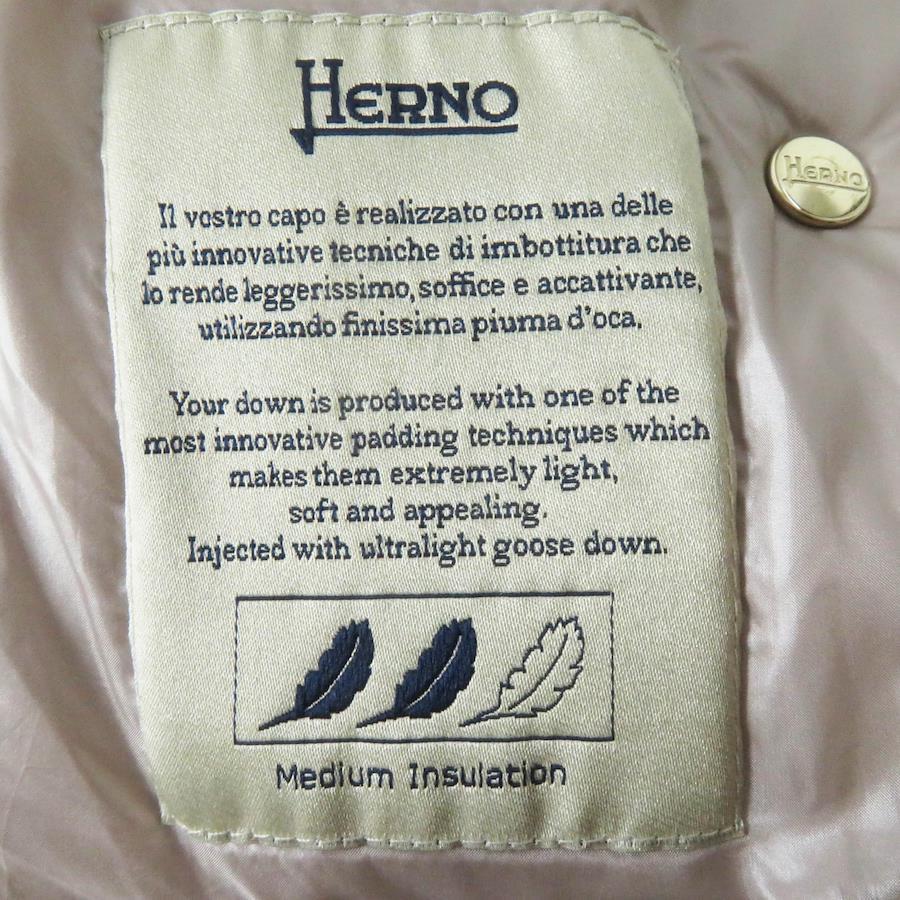 HERNO
HERNO
Il vostro capo è realizzato con una delle
più innovative tecniche di imbottitura che
lo rende leggerissimo, soffice e accattivante,
utilizzando finissima piuma d'oca.
Your down is produced with one of the
most innovative padding techniques which
makes them extremely light,
soft and appealing.
Injected with ultralight goose down.
Medium Insulation